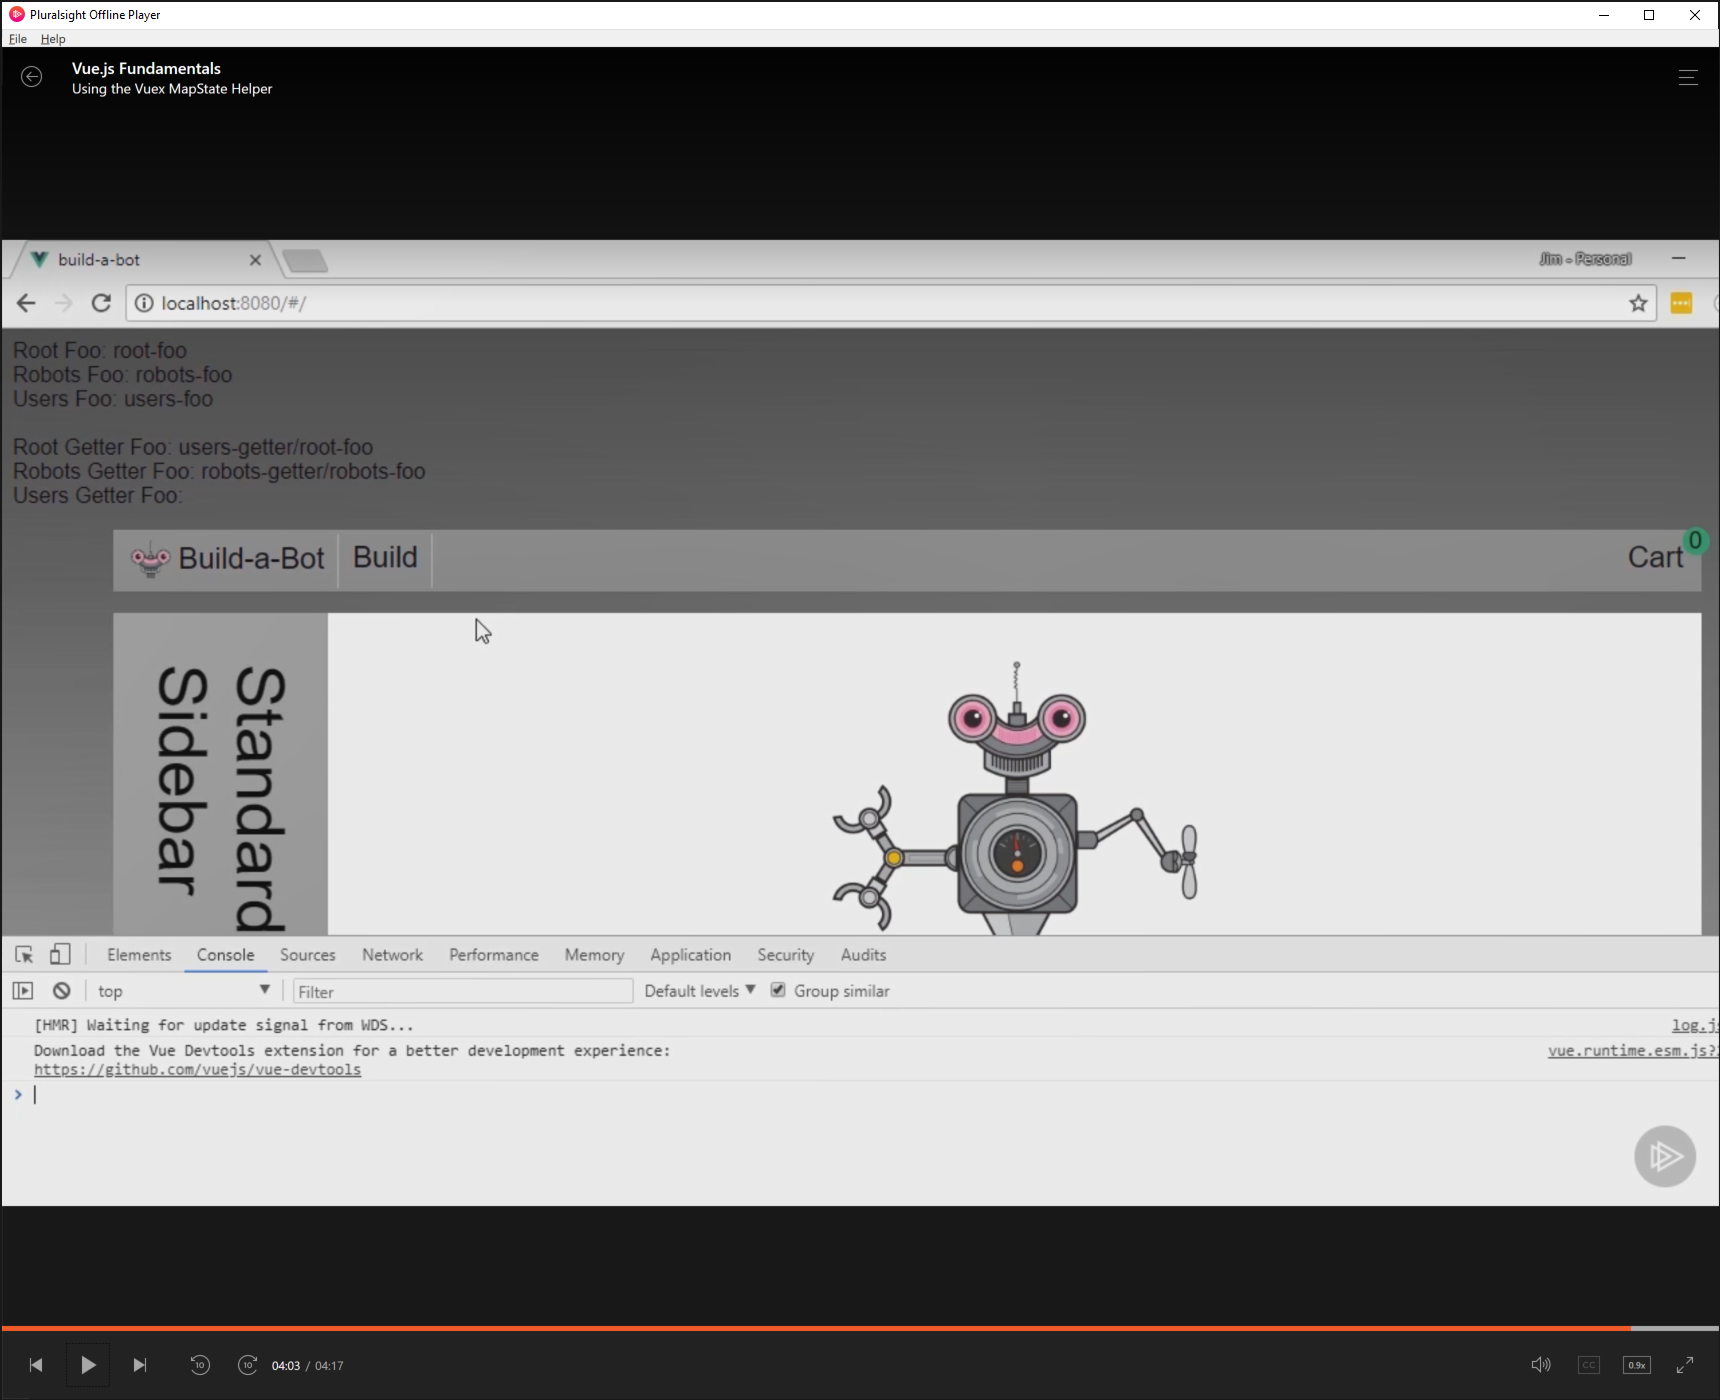 Pluralsight Offline Player
File Help
Vue.js Fundamentals
Using the Vuex MapState Helper
build-a-bot
Jim - Personal
localhost:8080/#/
Root Foo: root-foo
Robots Foo: robots-foo
Users Foo: users-foo
Root Getter Foo: users-getter/root-foo
Robots Getter Foo: robots-getter/robots-foo
Users Getter Foo:
Build-a-Bot Build Cart 0
Standard
Sidebar
Elements Console Sources Network Performance Memory Application Security Audits
top Filter Default levels Group similar
[HMR] Waiting for update signal from WDS... log.js
Download the Vue Devtools extension for a better development experience: vue.runtime.esm.js?
https://github.com/vuejs/vue-devtools
10 10 04:03 / 04:17 CC 0.9x